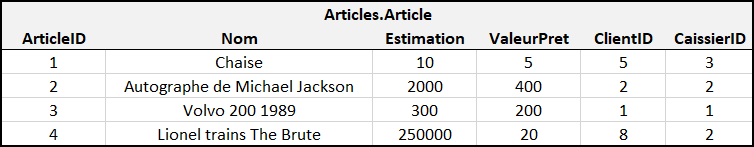 Articles.Article
ArticleID Nom Estimation ValeurPret ClientID CaissierID
1 Chaise 10 5 5 3
2 Autographe de Michael Jackson 2000 400 2 2
3 Volvo 200 1989 300 200 1 1
4 Lionel trains The Brute 250000 20 8 2